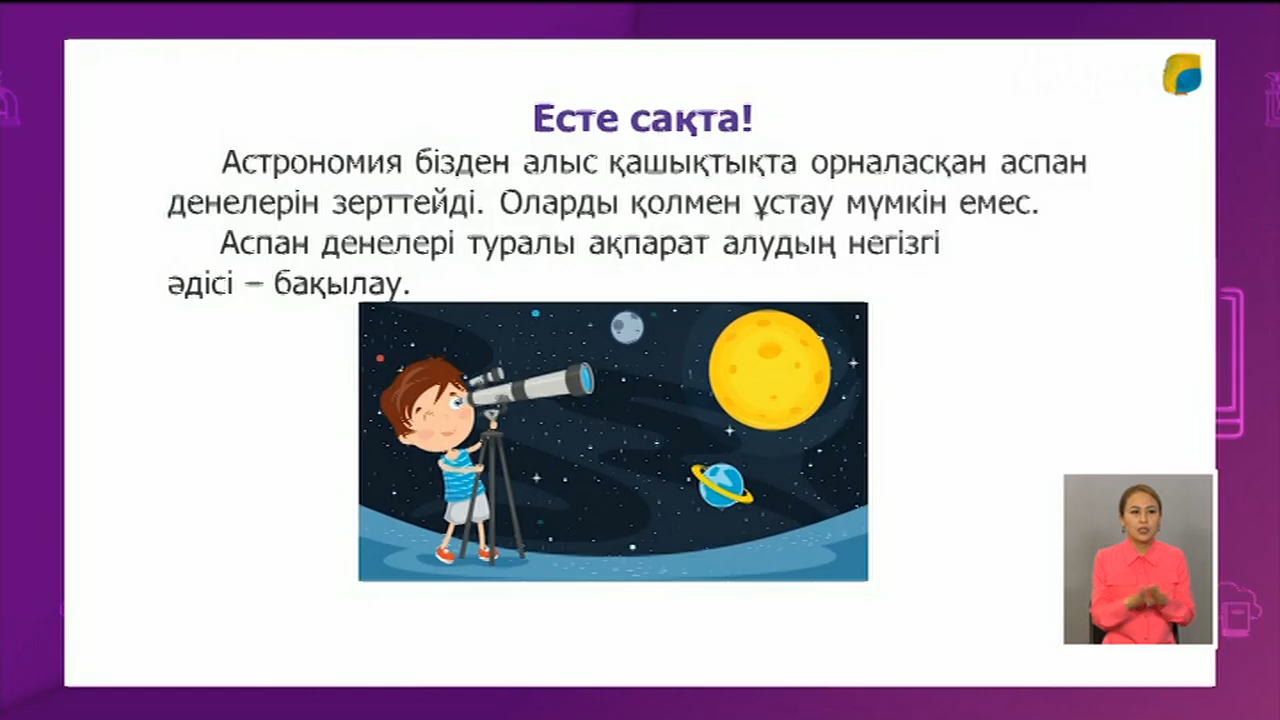 Есте сақта!
Астрономия бізден алыс қашықтықта орналасқан аспан
денелерін зерттейді. Оларды қолмен ұстау мүмкін емес.
Аспан денелері туралы ақпарат алудың негізгі
әдісі – бақылау.